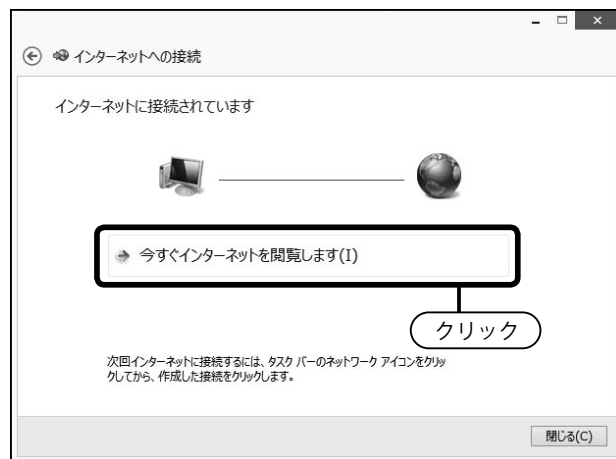 インターネットへの接続
インターネットに接続されています
今すぐインターネットを閲覧します(I)
クリック
次回インターネットに接続するには、タスク バーのネットワーク アイコンをクリッ
クしてから、作成した接続をクリックします。
閉じる(C)